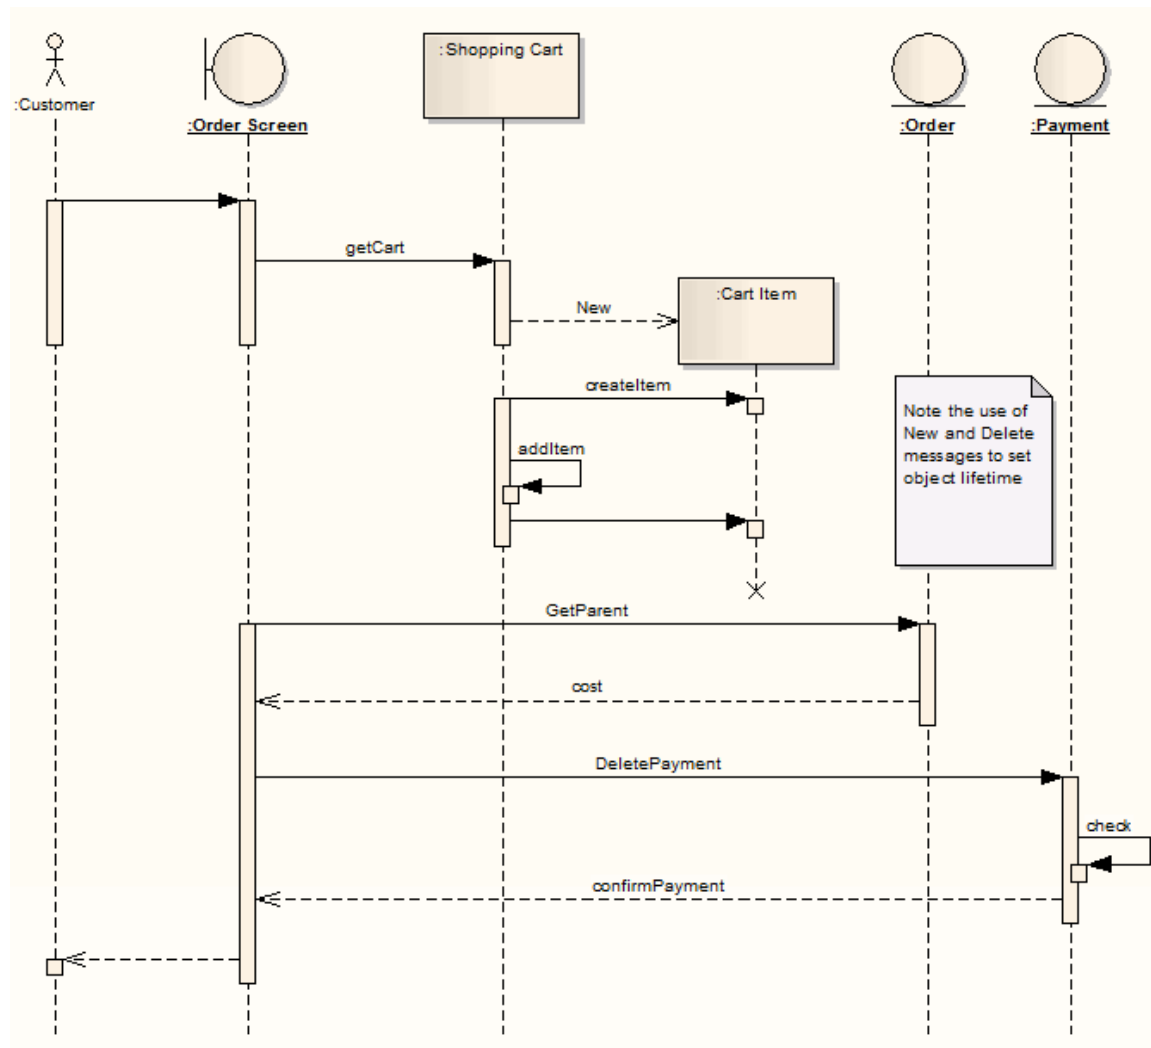 :Customer
:Order Screen
:Shopping Cart
:Order
:Payment
getCart
New
:Cart Item
createItem
addItem
Note the use of
New and Delete
messages to set
object lifetime
GetParent
cost
DeletePayment
check
confirmPayment